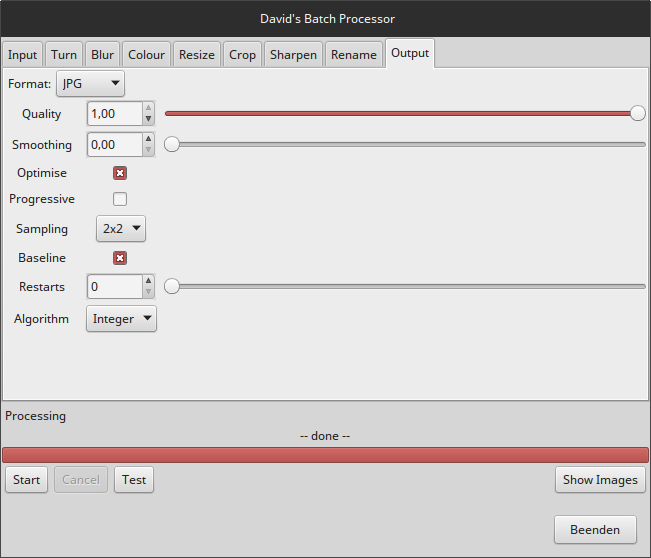 David's Batch Processor
Input Turn Blur Colour Resize Crop Sharpen Rename Output
Format: JPG
Quality 1,00
Smoothing 0,00
Optimise
Progressive
Sampling 2x2
Baseline
Restarts 0
Algorithm Integer
Processing
-- done --
Start Cancel Test Show Images
Beenden